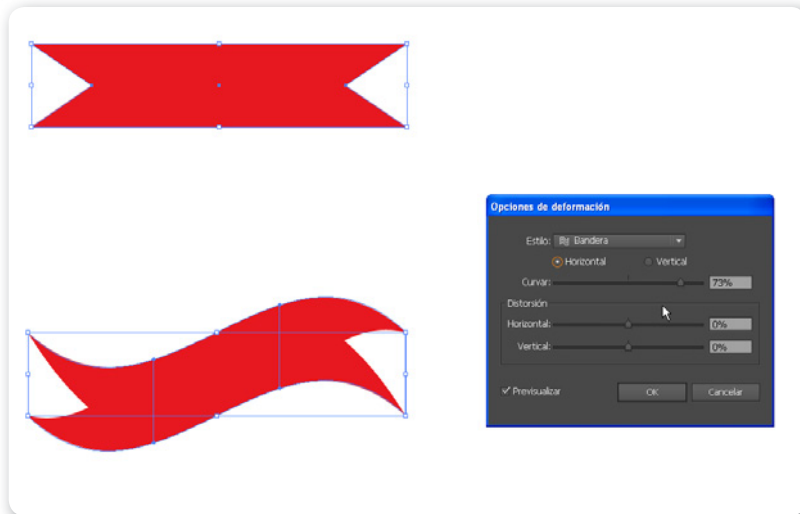 Opciones de deformación
Estilo: Bandera
Horizontal Vertical
Curvar: 73%
Distorsión
Horizontal: 0%
Vertical: 0%
Previsualizar OK Cancelar